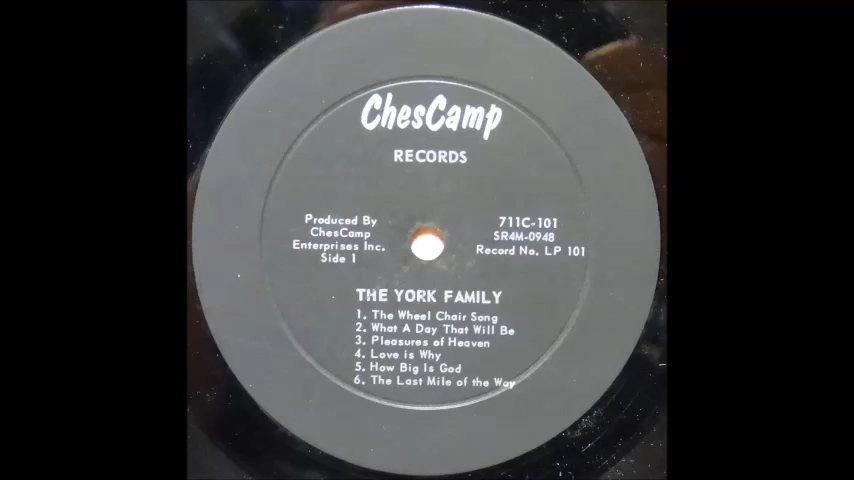 ChesCamp
RECORDS
Produced By
ChesCamp
Enterprises Inc.
Side 1
711C-101
SR4M-0948
Record No. LP 101
THE YORK FAMILY
1. The Wheel Chair Song
2. What A Day That Will Be
3. Pleasures of Heaven
4. Love is Why
5. How Big Is God
6. The Last Mile of the Way